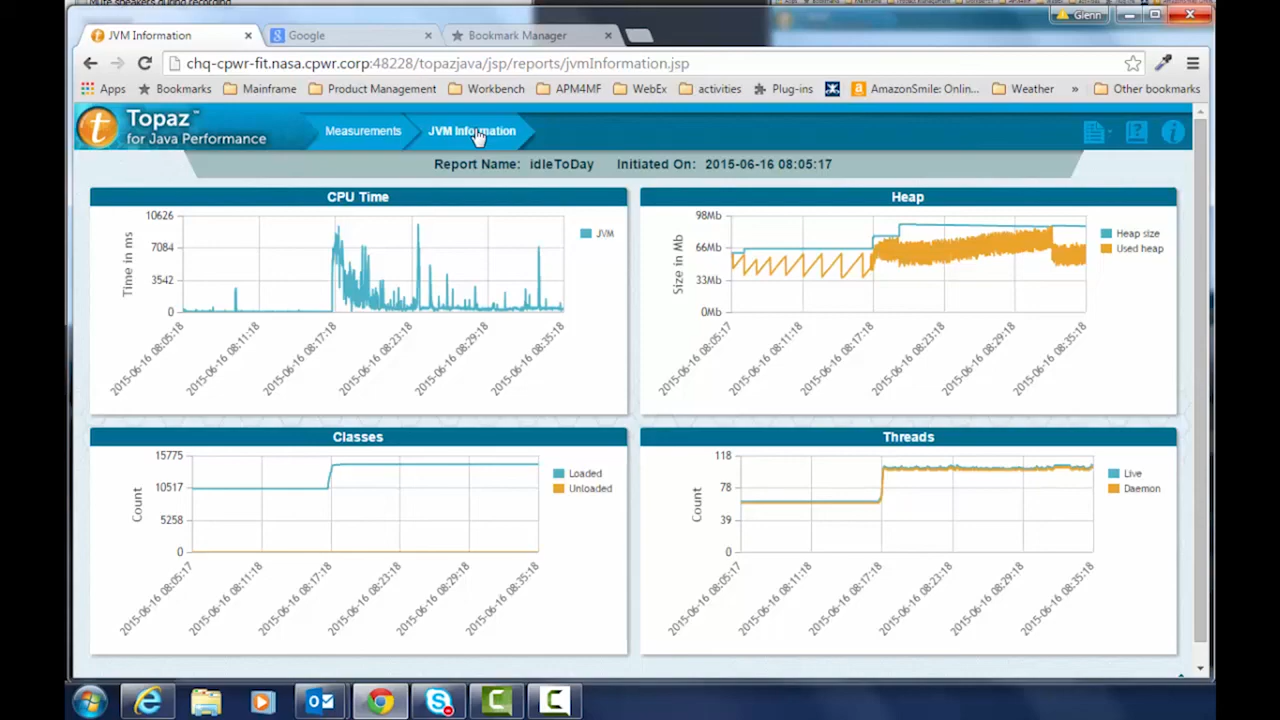 Mute speakers during recording
Glenn
JVM Information
Google
Bookmark Manager
chq-cpwr-fit.nasa.cpwr.corp:48228/topazjava/jsp/reports/jvmInformation.jsp
Apps Bookmarks Mainframe Product Management Workbench APM4MF WebEx activities Plug-ins AmazonSmile: Onlin... Weather » Other bookmarks
Topaz™
for Java Performance
Measurements
JVM Information
Report Name: idleToDay Initiated On: 2015-06-16 08:05:17
CPU Time
Time in ms
10626
7084
3542
0
JVM
2015-06-16 08:05:18
2015-06-16 08:11:18
2015-06-16 08:17:18
2015-06-16 08:23:18
2015-06-16 08:29:18
2015-06-16 08:35:18
Heap
Size in Mb
98Mb
66Mb
33Mb
0Mb
Heap size
Used heap
2015-06-16 08:05:17
2015-06-16 08:11:18
2015-06-16 08:17:18
2015-06-16 08:23:18
2015-06-16 08:29:18
2015-06-16 08:35:18
Classes
Count
15775
10517
5258
0
Loaded
Unloaded
2015-06-16 08:05:17
2015-06-16 08:11:18
2015-06-16 08:17:18
2015-06-16 08:23:18
2015-06-16 08:29:18
2015-06-16 08:35:18
Threads
Count
118
78
39
0
Live
Daemon
2015-06-16 08:05:17
2015-06-16 08:11:18
2015-06-16 08:17:18
2015-06-16 08:23:18
2015-06-16 08:29:18
2015-06-16 08:35:18